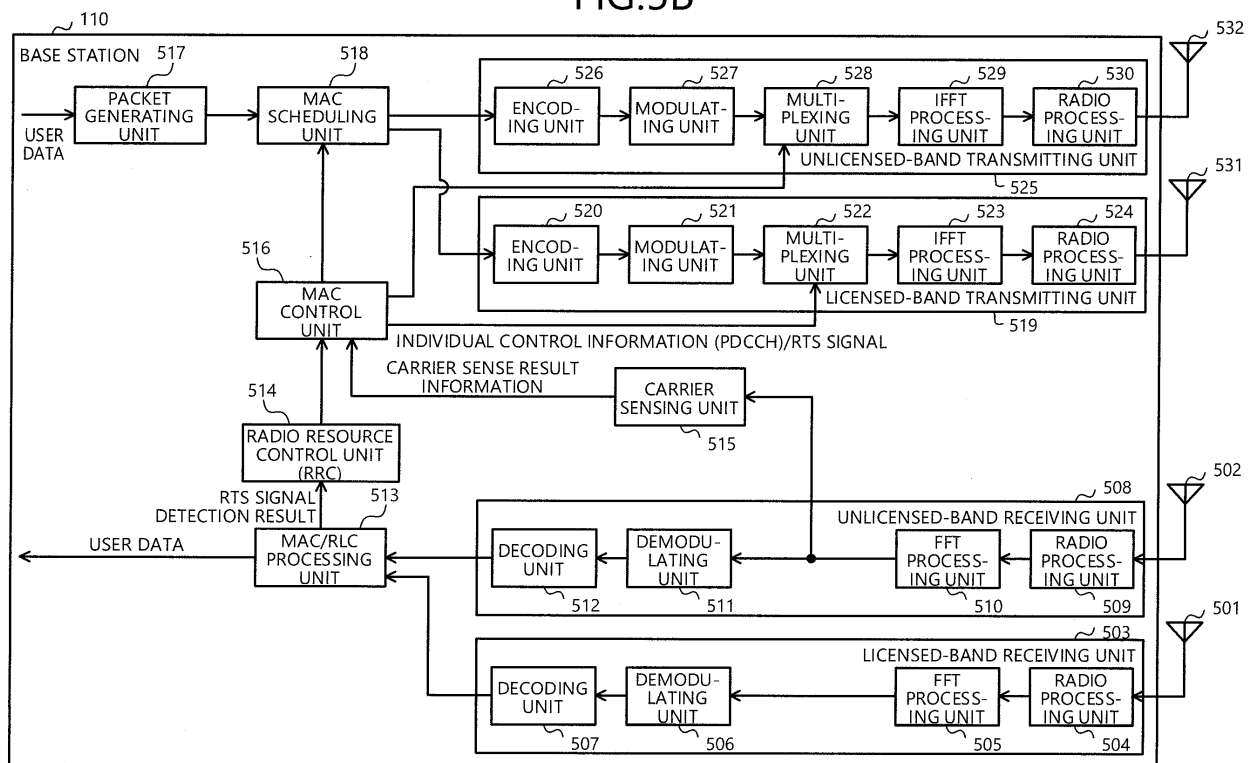 FIG.5B
110
532
BASE STATION
517
518
526
527
528
529
530
PACKET
GENERATING
UNIT
MAC
SCHEDULING
UNIT
ENCOD-
ING UNIT
MODULAT-
ING UNIT
MULTI-
PLEXING
UNIT
IFFT
PROCESS-
ING UNIT
RADIO
PROCESS-
ING UNIT
USER
DATA
UNLICENSED-BAND TRANSMITTING UNIT
525
531
520
521
522
523
524
ENCOD-
ING UNIT
MODULAT-
ING UNIT
MULTI-
PLEXING
UNIT
IFFT
PROCESS-
ING UNIT
RADIO
PROCESS-
ING UNIT
LICENSED-BAND TRANSMITTING UNIT
519
516
MAC
CONTROL
UNIT
INDIVIDUAL CONTROL INFORMATION (PDCCH)/RTS SIGNAL
CARRIER SENSE RESULT
INFORMATION
CARRIER
SENSING UNIT
515
514
RADIO RESOURCE
CONTROL UNIT
(RRC)
RTS SIGNAL
DETECTION RESULT
513
508
502
UNLICENSED-BAND RECEIVING UNIT
USER DATA
MAC/RLC
PROCESSING
UNIT
DECODING
UNIT
DEMODU-
LATING
UNIT
FFT
PROCESS-
ING UNIT
RADIO
PROCESS-
ING UNIT
512
511
510
509
503
501
LICENSED-BAND RECEIVING UNIT
DECODING
UNIT
DEMODU-
LATING
UNIT
FFT
PROCESS-
ING UNIT
RADIO
PROCESS-
ING UNIT
507
506
505
504